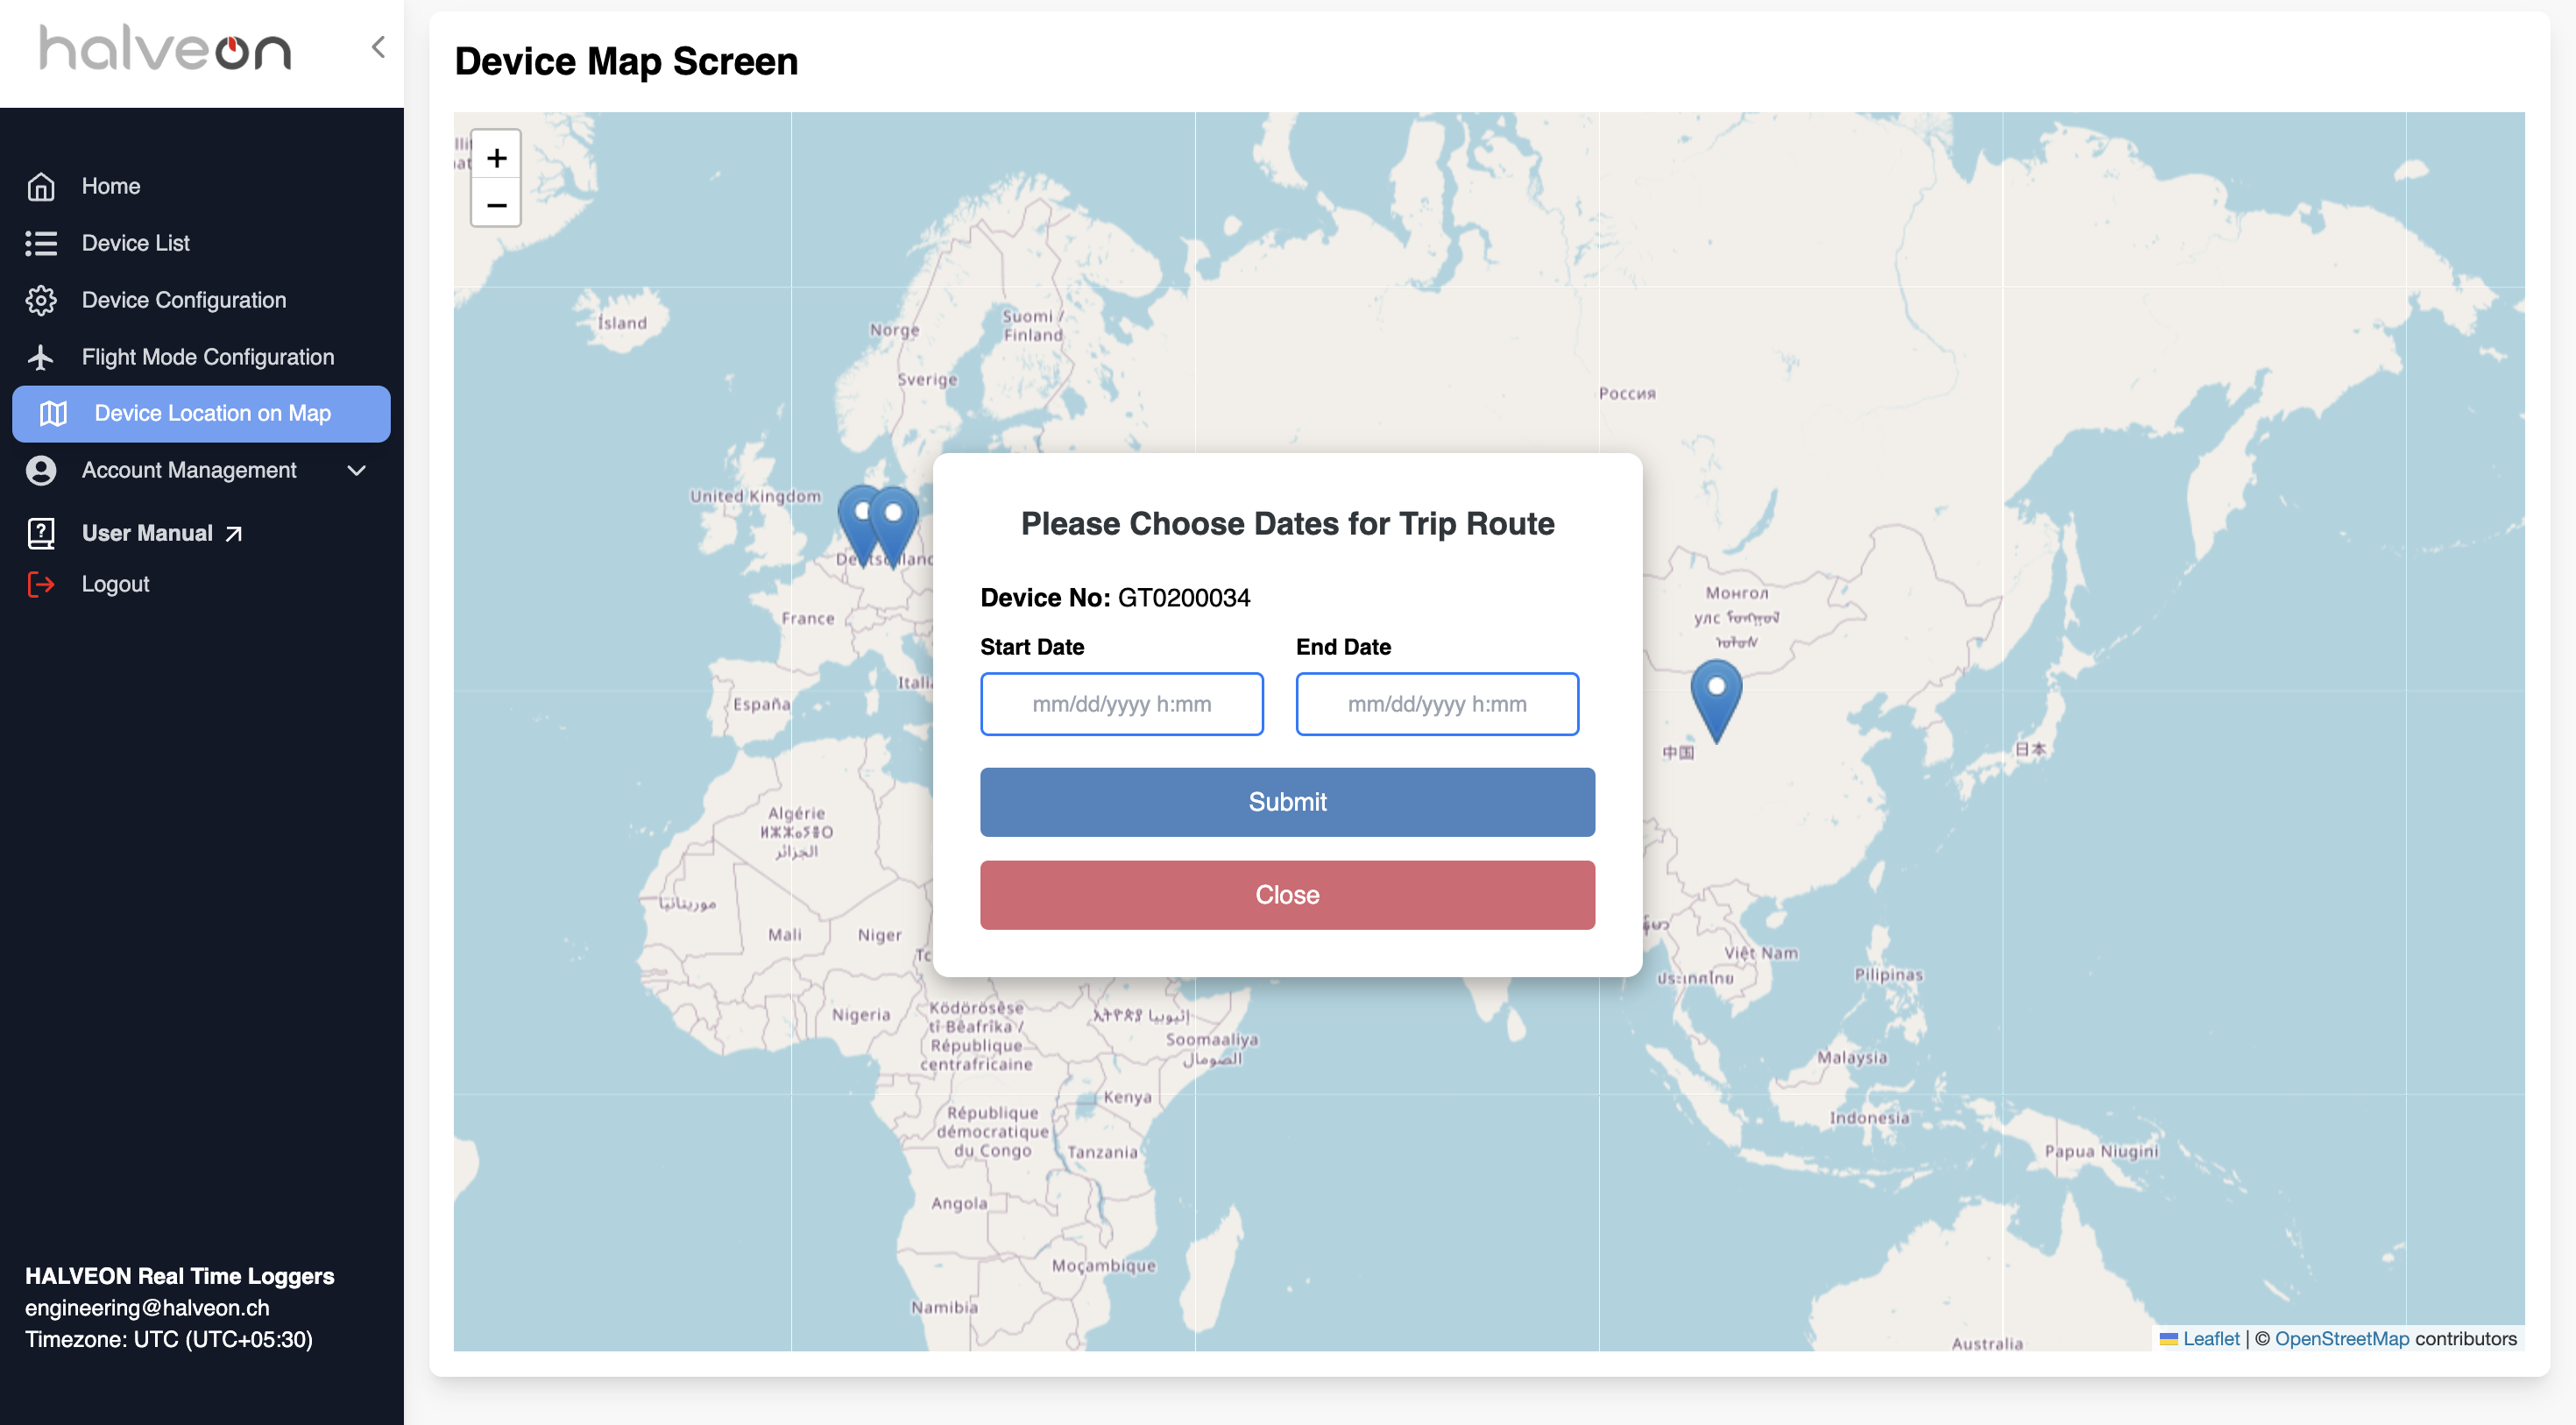 halveon
Home
Device List
Device Configuration
Flight Mode Configuration
Device Location on Map
Account Management
User Manual
Logout
HALVEON Real Time Loggers
engineering@halveon.ch
Timezone: UTC (UTC+05:30)
Device Map Screen
+
−
Ísland
Norge
Suomi /
Finland
Sverige
Россия
United Kingdom
Deutschland
France
España
Algérie
ⵍⵣⵣⴰⵢⴻⵔ
الجزائر
موريتانيا
Mali
Niger
Nigeria
Ködörösêse
tî Bêafrîka /
République
centrafricaine
ኢትዮጵያ إثيوبيا
Soomaaliya
الصومال
Kenya
République
démocratique
du Congo
Tanzania
Angola
Moçambique
Namibia
Монгол
улс
中国
日本
Việt Nam
ประเทศไทย
Pilipinas
Malaysia
Indonesia
Papua Niugini
Australia
Please Choose Dates for Trip Route
Device No: GT0200034
Start Date End Date
mm/dd/yyyy h:mm mm/dd/yyyy h:mm
Submit
Close
Leaflet | © OpenStreetMap contributors